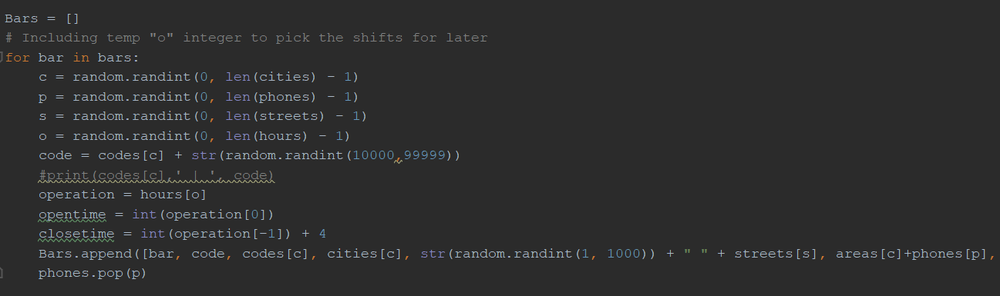 Bars = []
# Including temp "o" integer to pick the shifts for later
for bar in bars:
    c = random.randint(0, len(cities) - 1)
    p = random.randint(0, len(phones) - 1)
    s = random.randint(0, len(streets) - 1)
    o = random.randint(0, len(hours) - 1)
    code = codes[c] + str(random.randint(10000,99999))
    #print(codes[c],' | ', code)
    operation = hours[o]
    opentime = int(operation[0])
    closetime = int(operation[-1]) + 4
    Bars.append([bar, code, codes[c], cities[c], str(random.randint(1, 1000)) + " " + streets[s], areas[c]+phones[p],
    phones.pop(p)